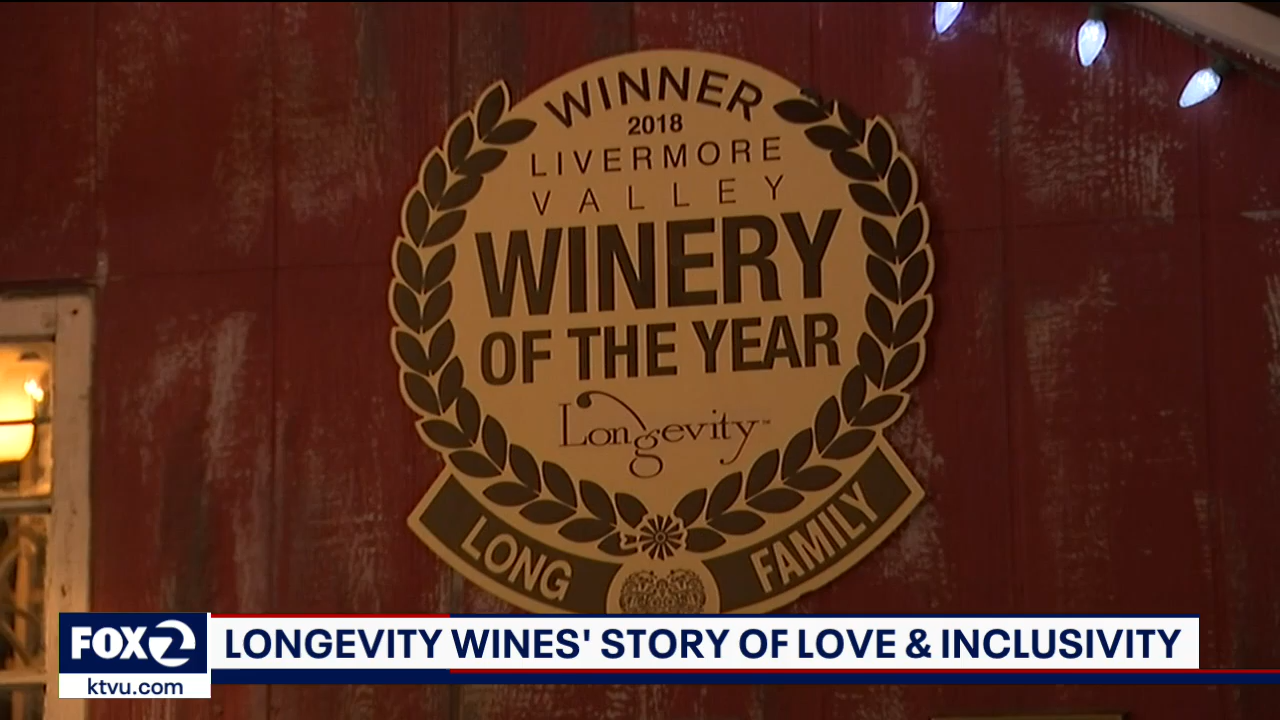 WINNER
2018
LIVERMORE
VALLEY
WINERY
OF THE YEAR
Longevity™
LONG FAMILY
FOX 2
LONGEVITY WINES' STORY OF LOVE & INCLUSIVITY
ktvu.com